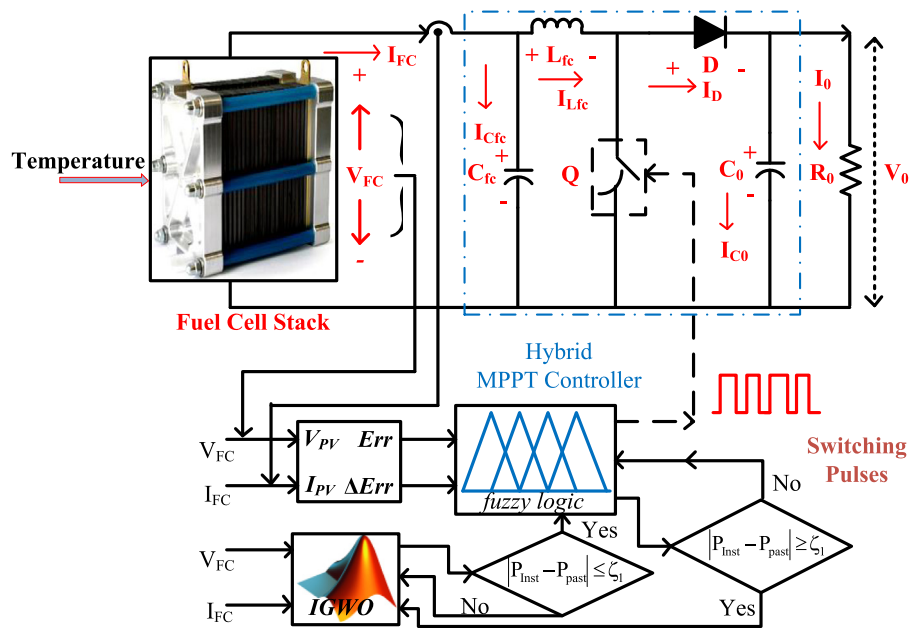 I_FC
+
V_FC
-
Temperature
Fuel Cell Stack
+ L_fc -
I_Lfc
I_Cfc
C_fc
+
-
Q
+ D -
I_D
C_0
+
-
I_C0
I_0
R_0
V_0
Hybrid
MPPT Controller
Switching
Pulses
V_FC
I_FC
V_PV Err
I_PV ΔErr
fuzzy logic
No
Yes
|P_Inst − P_past| ≥ ζ_1
Yes
V_FC
I_FC
IGWO
|P_Inst − P_past| ≤ ζ_1
No